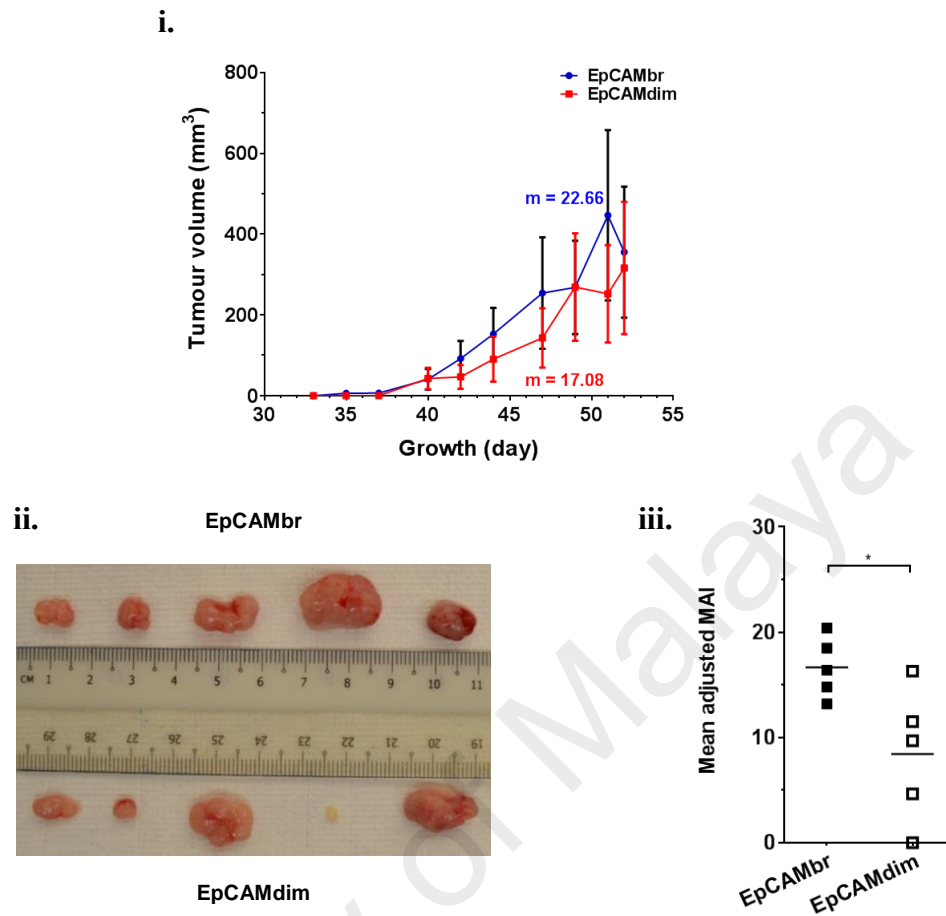 i.
800
600
400
200
0
Tumour volume (mm³)
EpCAMbr
EpCAMdim
m = 22.66
m = 17.08
30 35 40 45 50 55
Growth (day)
ii.
EpCAMbr
CM 1 2 3 4 5 6 7 8 9 10 11
29 28 27 26 25 24 23 22 21 20 19
EpCAMdim
iii.
30
20
10
0
Mean adjusted MAI
*
EpCAMbr
EpCAMdim
of Malaya